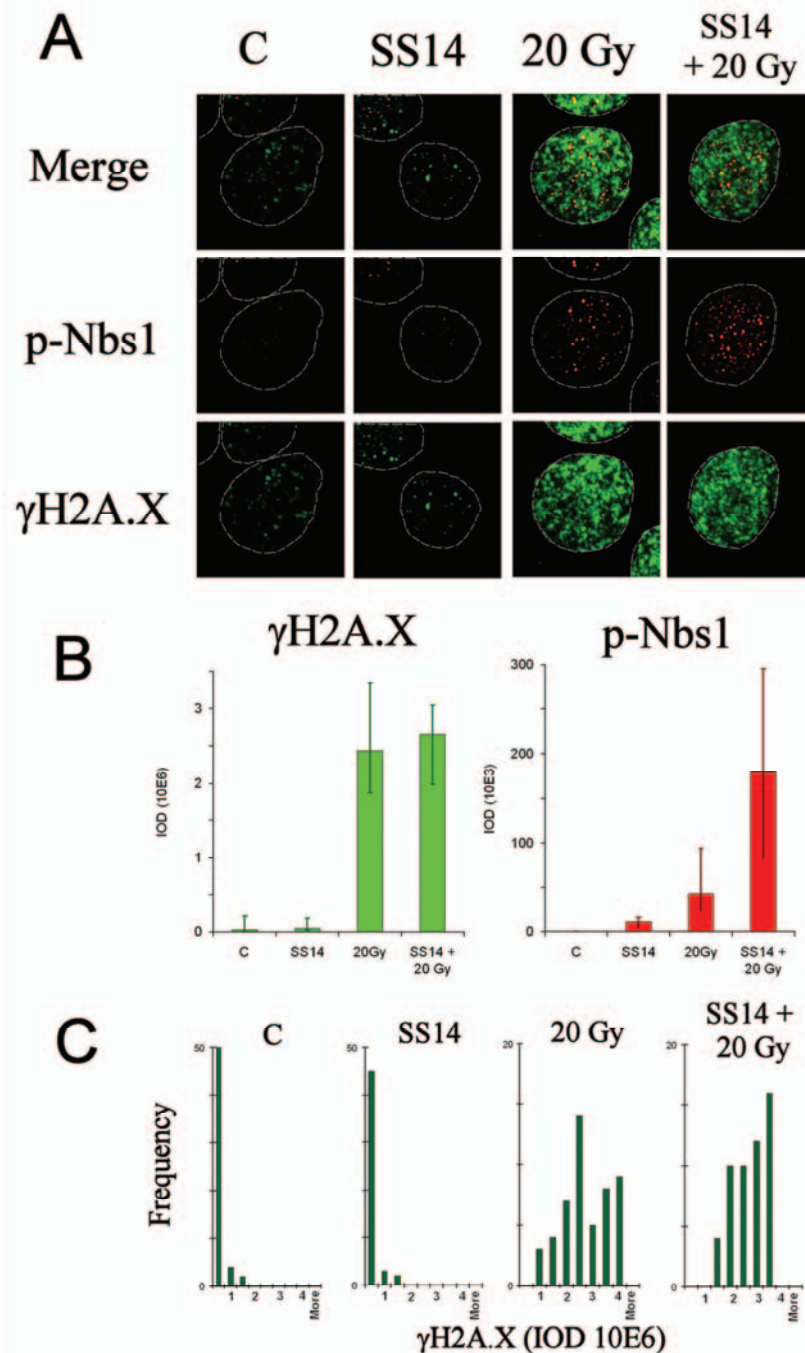 A
C
SS14
20 Gy
SS14
+ 20 Gy
Merge
p-Nbs1
γH2A.X
B
γH2A.X
IOD (10E6)
3
2
1
0
C
SS14
20Gy
SS14 +
20 Gy
p-Nbs1
IOD (10E3)
300
200
100
50
0
C
SS14
20Gy
SS14 +
20 Gy
C
Frequency
C
50
0
1
2
3
4
More
SS14
50
0
1
2
3
4
More
20 Gy
20
0
1
2
3
4
More
SS14 +
20 Gy
20
0
1
2
3
4
More
γH2A.X (IOD 10E6)